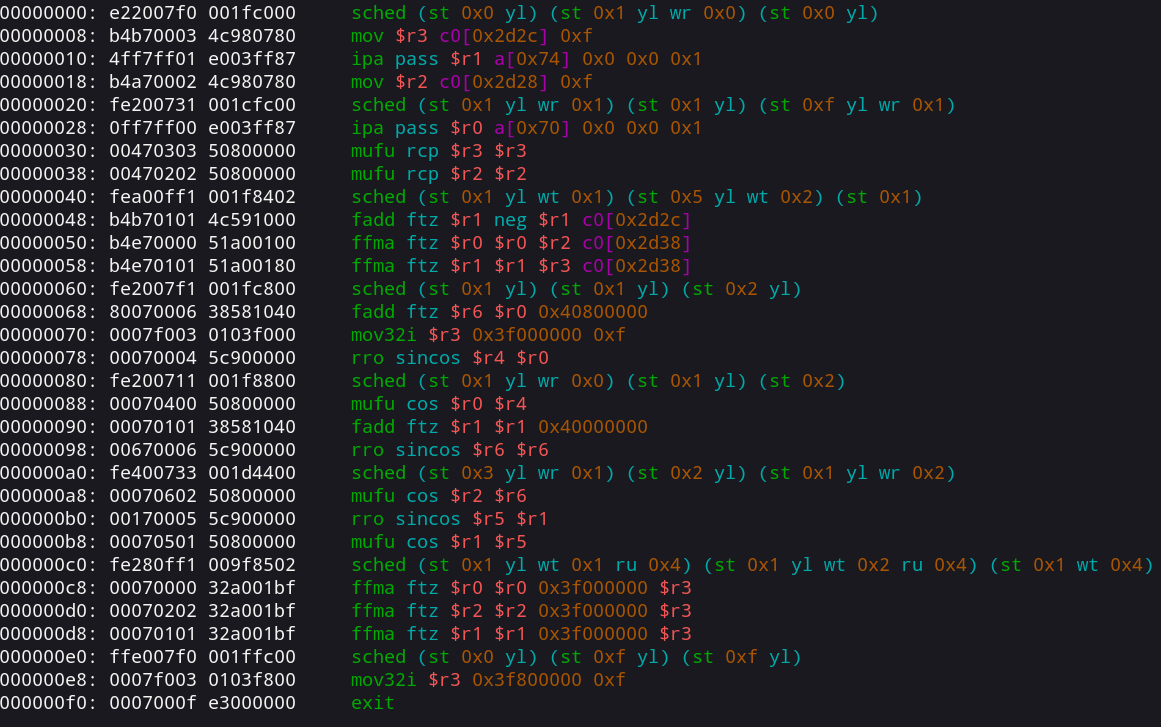 00000000: e22007f0 001fc000     sched (st 0x0 yl) (st 0x1 yl wr 0x0) (st 0x0 yl)
00000008: b4b70003 4c980780     mov $r3 c0[0x2d2c] 0xf
00000010: 4ff7ff01 e003ff87     ipa pass $r1 a[0x74] 0x0 0x0 0x1
00000018: b4a70002 4c980780     mov $r2 c0[0x2d28] 0xf
00000020: fe200731 001cfc00     sched (st 0x1 yl wr 0x1) (st 0x1 yl) (st 0xf yl wr 0x1)
00000028: 0ff7ff00 e003ff87     ipa pass $r0 a[0x70] 0x0 0x0 0x1
00000030: 00470303 50800000     mufu rcp $r3 $r3
00000038: 00470202 50800000     mufu rcp $r2 $r2
00000040: fea00ff1 001f8402     sched (st 0x1 yl wt 0x1) (st 0x5 yl wt 0x2) (st 0x1)
00000048: b4b70101 4c591000     fadd ftz $r1 neg $r1 c0[0x2d2c]
00000050: b4e70000 51a00100     ffma ftz $r0 $r0 $r2 c0[0x2d38]
00000058: b4e70101 51a00180     ffma ftz $r1 $r1 $r3 c0[0x2d38]
00000060: fe2007f1 001fc800     sched (st 0x1 yl) (st 0x1 yl) (st 0x2 yl)
00000068: 80070006 38581040     fadd ftz $r6 $r0 0x40800000
00000070: 0007f003 0103f000     mov32i $r3 0x3f000000 0xf
00000078: 00070004 5c900000     rro sincos $r4 $r0
00000080: fe200711 001f8800     sched (st 0x1 yl wr 0x0) (st 0x1 yl) (st 0x2)
00000088: 00070400 50800000     mufu cos $r0 $r4
00000090: 00070101 38581040     fadd ftz $r1 $r1 0x40000000
00000098: 00670006 5c900000     rro sincos $r6 $r6
000000a0: fe400733 001d4400     sched (st 0x3 yl wr 0x1) (st 0x2 yl) (st 0x1 yl wr 0x2)
000000a8: 00070602 50800000     mufu cos $r2 $r6
000000b0: 00170005 5c900000     rro sincos $r5 $r1
000000b8: 00070501 50800000     mufu cos $r1 $r5
000000c0: fe280ff1 009f8502     sched (st 0x1 yl wt 0x1 ru 0x4) (st 0x1 yl wt 0x2 ru 0x4) (st 0x1 wt 0x4)
000000c8: 00070000 32a001bf     ffma ftz $r0 $r0 0x3f000000 $r3
000000d0: 00070202 32a001bf     ffma ftz $r2 $r2 0x3f000000 $r3
000000d8: 00070101 32a001bf     ffma ftz $r1 $r1 0x3f000000 $r3
000000e0: ffe007f0 001ffc00     sched (st 0x0 yl) (st 0xf yl) (st 0xf yl)
000000e8: 0007f003 0103f800     mov32i $r3 0x3f800000 0xf
000000f0: 0007000f e3000000     exit